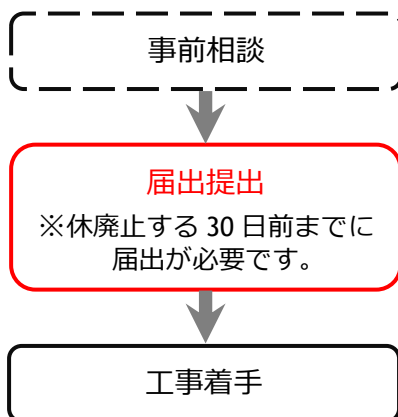 事前相談
届出提出
※休廃止する 30 日前までに
届出が必要です。
工事着手